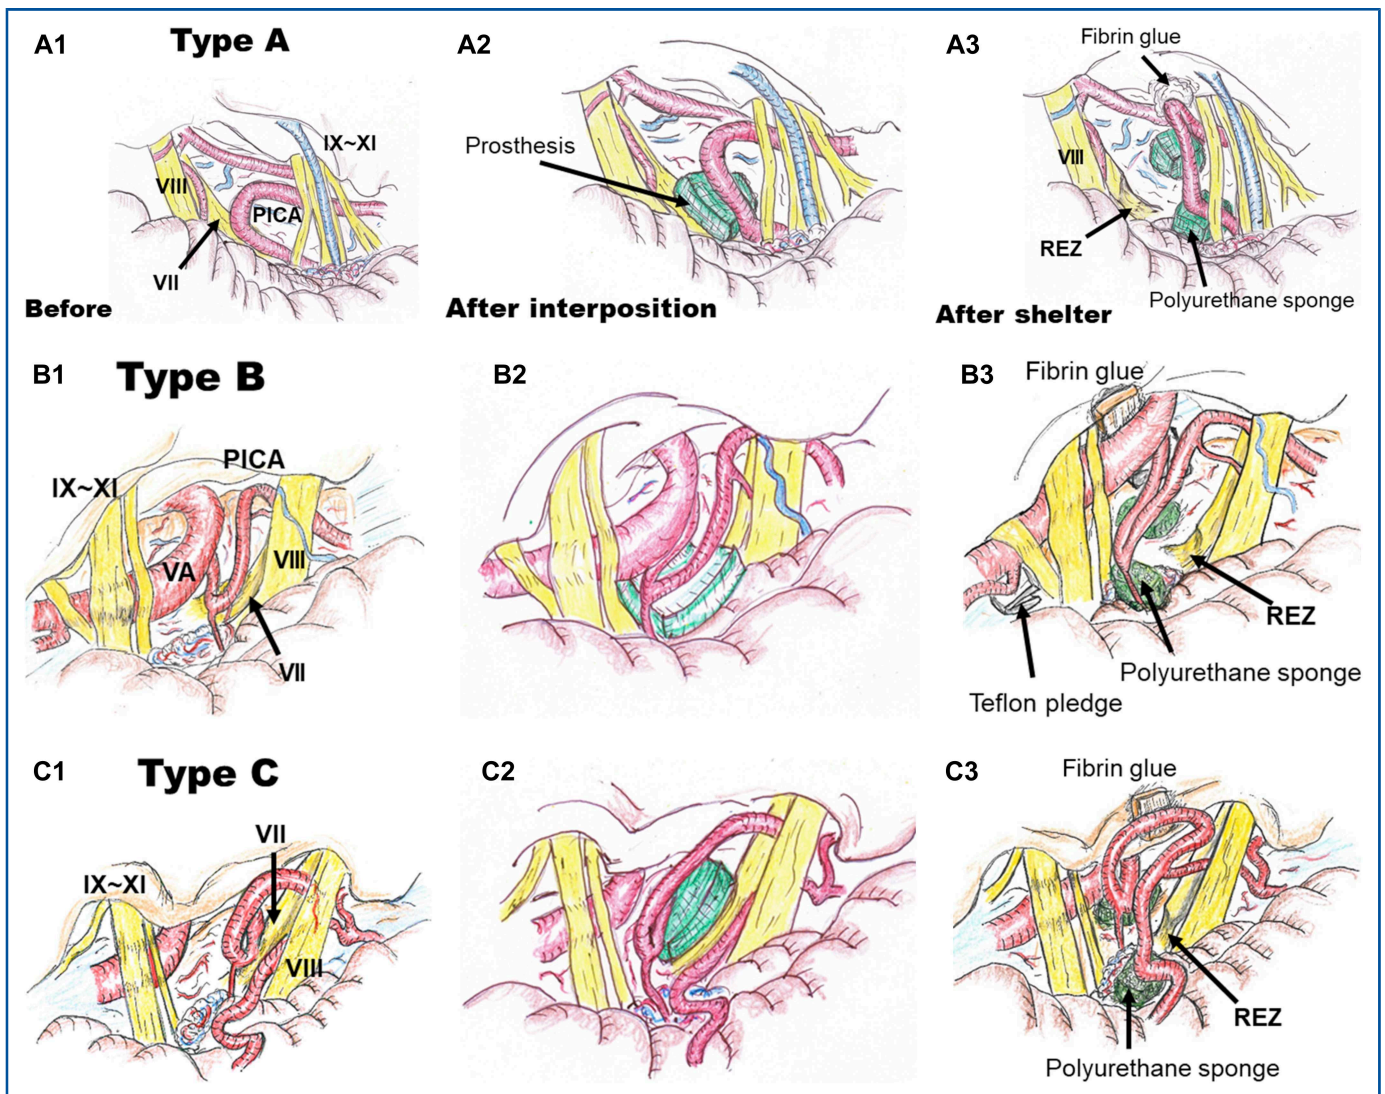 A1
Type A
A2
A3
Fibrin glue
VIII
IX~XI
PICA
VII
Prosthesis
VIII
REZ
Polyurethane sponge
Before
After interposition
After shelter
B1
Type B
B2
B3
Fibrin glue
PICA
IX~XI
VA
VIII
VII
REZ
Polyurethane sponge
Teflon pledge
C1
Type C
C2
C3
Fibrin glue
VII
IX~XI
VIII
REZ
Polyurethane sponge